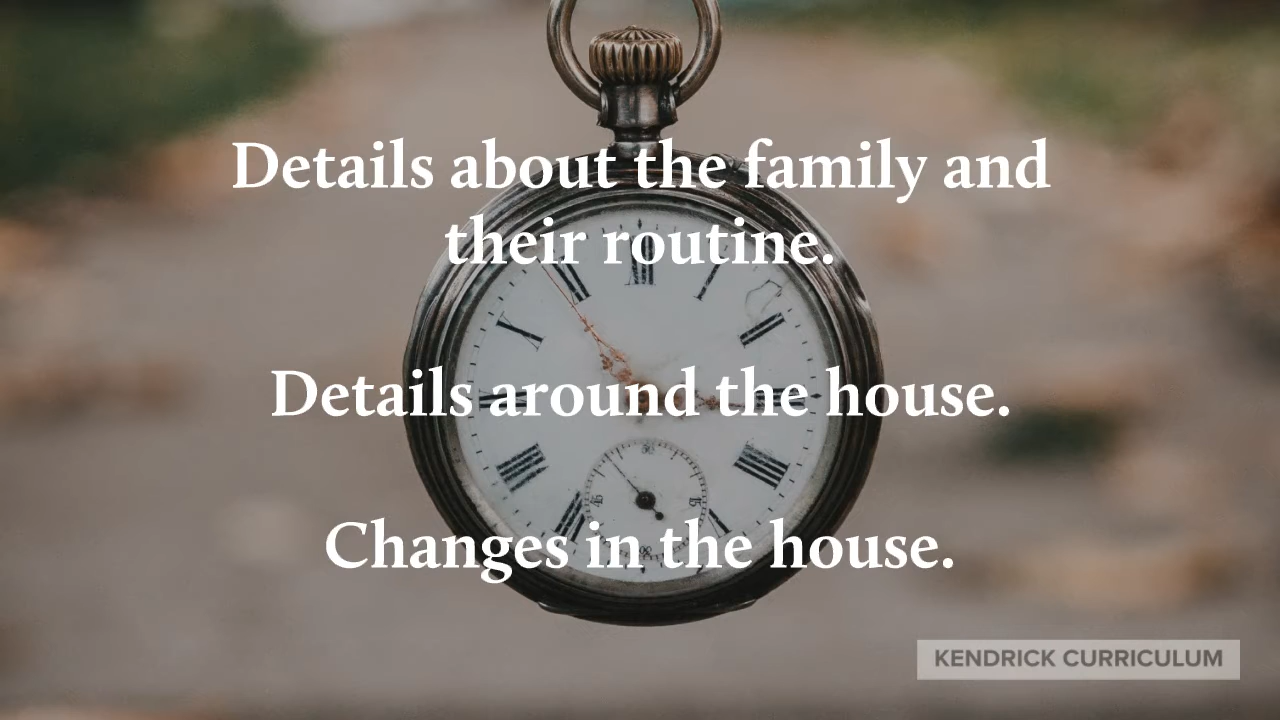 Details about the family and
their routine.
Details around the house.
Changes in the house.
KENDRICK CURRICULUM